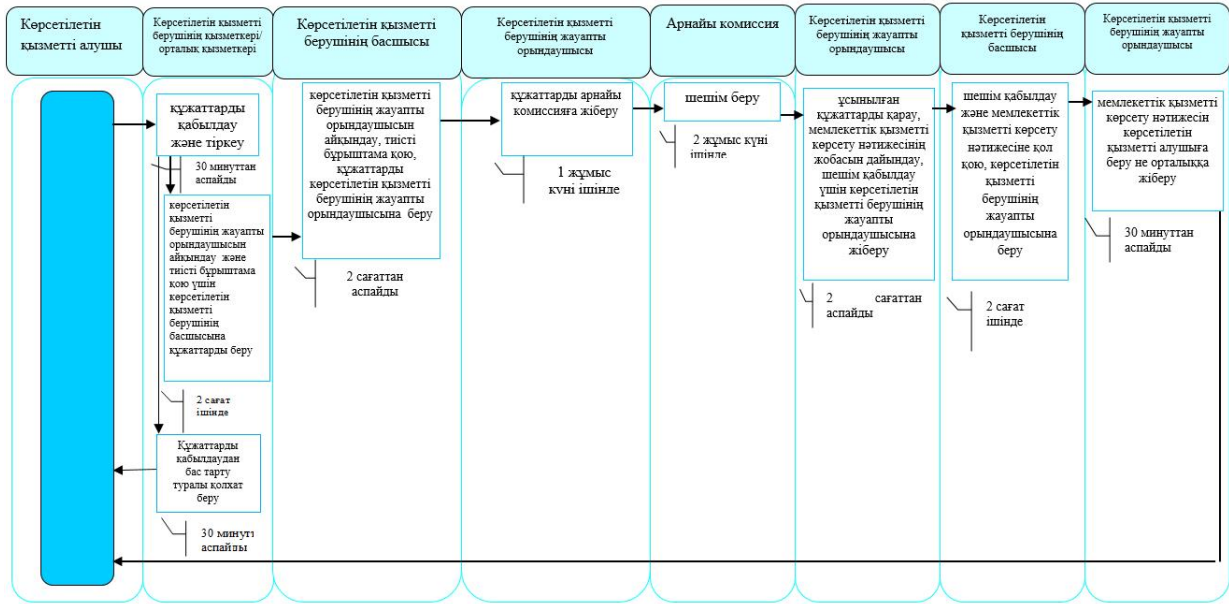 Көрсетілетін
қызметті алушы
Көрсетілетін қызметті
берушінің қызметкері/
орталық қызметкері
Көрсетілетін қызметті
берушінің басшысы
Көрсетілетін қызметті
берушінің жауапты
орындаушысы
Арнайы комиссия
Көрсетілетін қызметті
берушінің жауапты
орындаушысы
Көрсетілетін
қызметті берушінің
басшысы
Көрсетілетін қызметті
берушінің жауапты
орындаушысы
құжаттарды
қабылдау
және тіркеу
30 минуттан
аспайды
көрсетілетін
қызметті
берушінің жауапты
орындаушысын
айқындау және
тиісті бұрыштама
қою үшін
көрсетілетін
қызметті
берушінің
басшысына
құжаттарды беру
2 сағат
ішінде
Құжаттарды
қабылдаудан
бас тарту
туралы қолхат
беру
30 минутт
аспайды
көрсетілетін қызметті
берушінің жауапты
орындаушысын
айқындау, тиісті
бұрыштама қою,
құжаттарды
көрсетілетін қызметті
берушінің жауапты
орындаушысына беру
2 сағаттан
аспайды
құжаттарды арнайы
комиссияға жіберу
1 жұмыс
күні ішінде
шешім беру
2 жұмыс күні
ішінде
ұсынылған
құжаттарды қарау,
мемлекеттік қызметті
көрсету нәтижесінің
жобасын дайындау,
шешім қабылдау
үшін көрсетілетін
қызметті берушінің
жауапты
орындаушысына
жіберу
2 сағаттан
аспайды
шешім қабылдау
және мемлекеттік
қызметті көрсету
нәтижесіне қол
қою, көрсетілетін
қызметті
берушінің
жауапты
орындаушысына
беру
2 сағат
ішінде
мемлекеттік қызметті
көрсету нәтижесін
көрсетілетін
қызметті алушыға
беру не орталыққа
жіберу
30 минуттан
аспайды